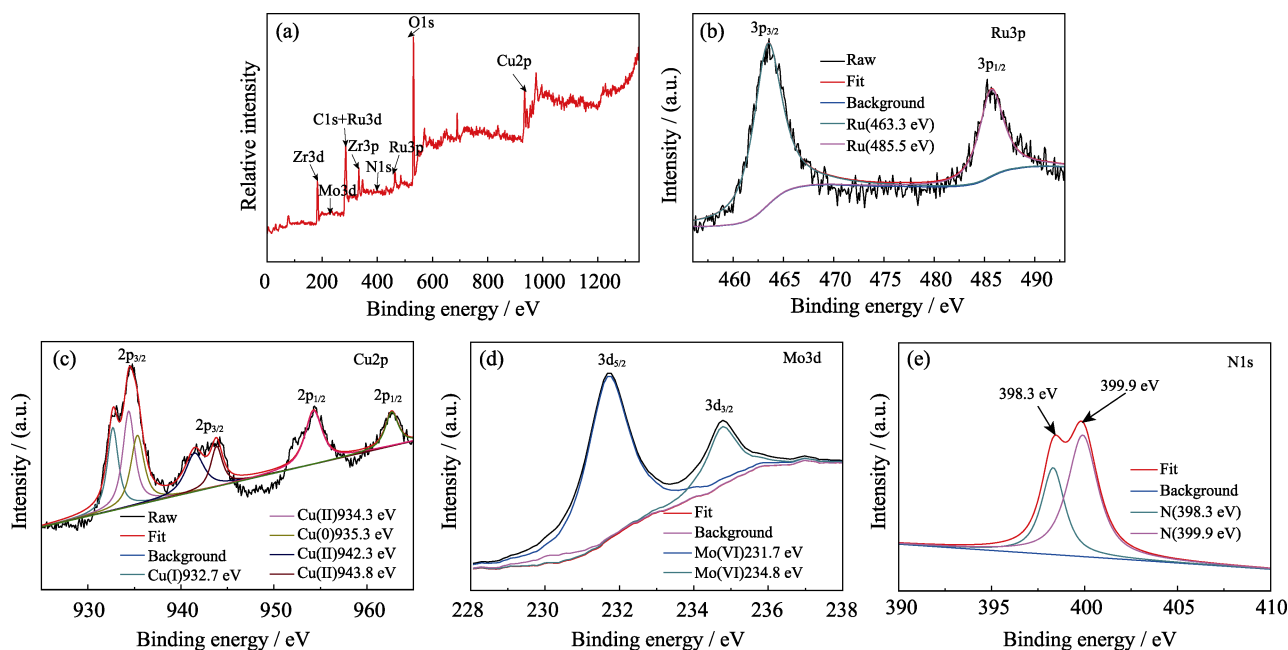 (a)
O1s
Cu2p
C1s+Ru3d
Zr3p
Ru3p
N1s
Zr3d
Mo3d
Relative intensity
0 200 400 600 800 1000 1200
Binding energy / eV
(b)
Ru3p
3p3/2
3p1/2
Raw
Fit
Background
Ru(463.3 eV)
Ru(485.5 eV)
Intensity / (a.u.)
460 465 470 475 480 485 490
Binding energy / eV
(c)
Cu2p
2p3/2
2p3/2
2p1/2
2p1/2
Raw
Fit
Background
Cu(I)932.7 eV
Cu(II)934.3 eV
Cu(0)935.3 eV
Cu(II)942.3 eV
Cu(II)943.8 eV
Intensity / (a.u.)
930 940 950 960
Binding energy / eV
(d)
Mo3d
3d5/2
3d3/2
Fit
Background
Mo(VI)231.7 eV
Mo(VI)234.8 eV
Intensity / (a.u.)
228 230 232 234 236 238
Binding energy / eV
(e)
N1s
398.3 eV
399.9 eV
Fit
Background
N(398.3 eV)
N(399.9 eV)
Intensity / (a.u.)
390 395 400 405 410
Binding energy / eV